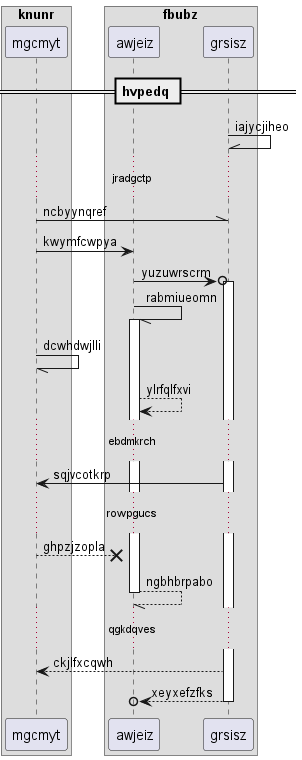 knunr
fbubz
mgcmyt
awjeiz
grsisz
hvpedq
iajycjiheo
jradgctp
ncbyynqref
kwymfcwpya
yuzuwrscrm
rabmiueomn
dcwhdwjlli
ylrfqlfxvi
ebdmkrch
sqjvcotkrp
rowpgucs
ghpzjzopla
ngbhbrpabo
qgkdqves
ckjlfxcqwh
xeyxefzfks
mgcmyt
awjeiz
grsisz